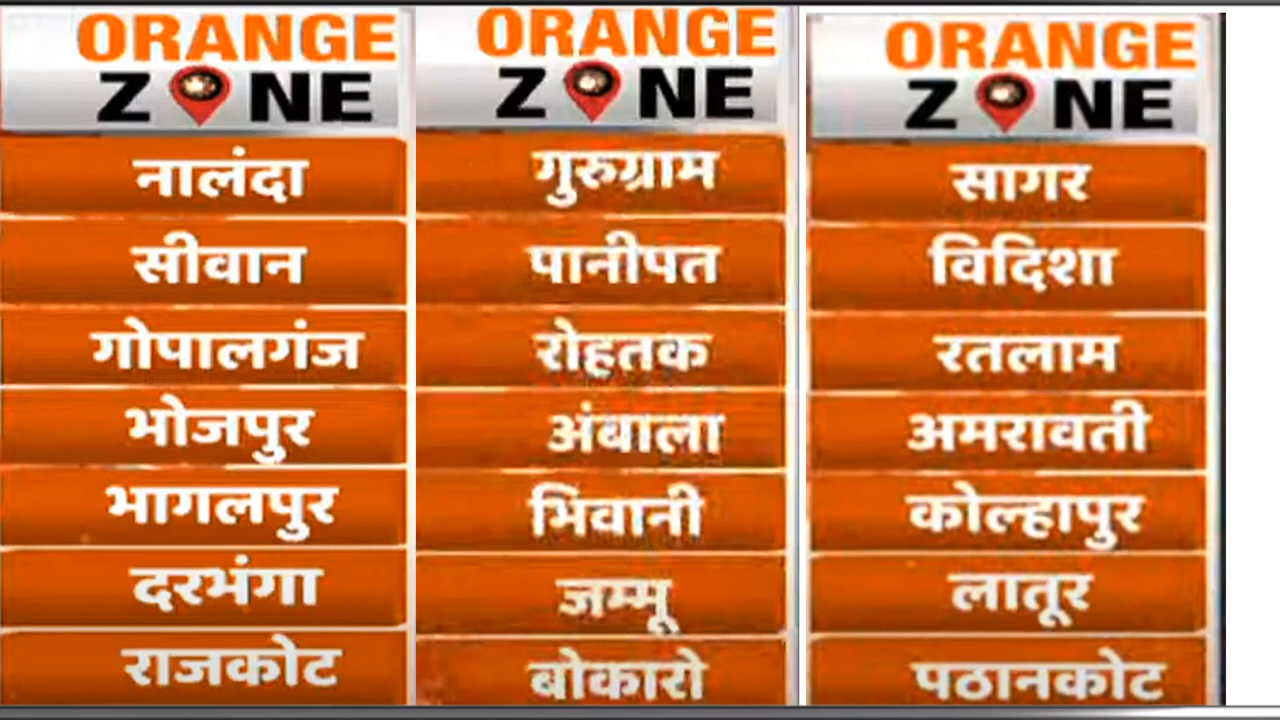 ORANGE
ZONE
नालंदा
सीवान
गोपालगंज
भोजपुर
भागलपुर
दरभंगा
राजकोट
ORANGE
ZONE
गुरुग्राम
पानीपत
रोहतक
अंबाला
भिवानी
जम्मू
बोकारो
ORANGE
ZONE
सागर
विदिशा
रतलाम
अमरावती
कोल्हापुर
लातूर
पठानकोट